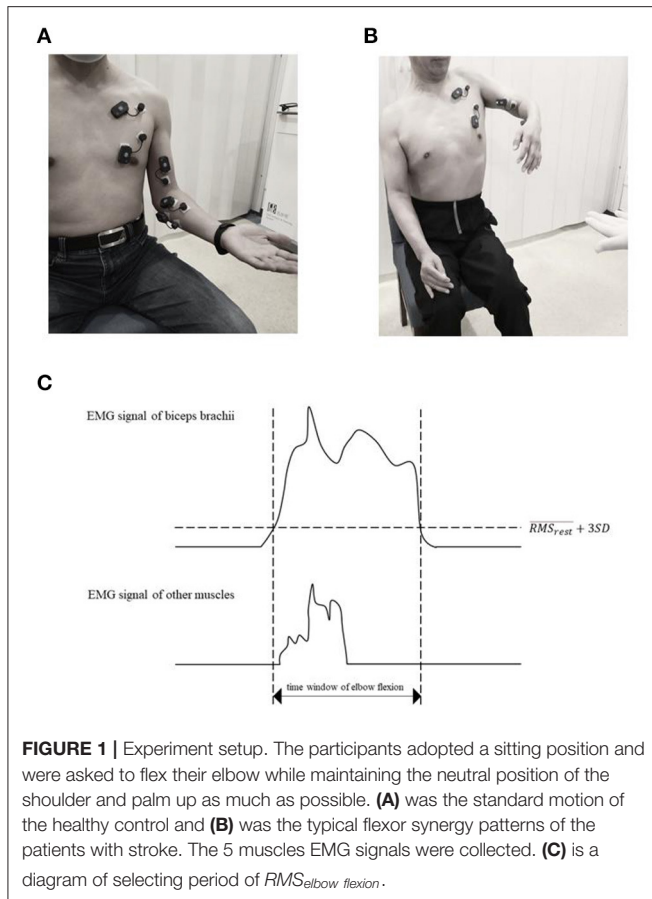 A
B
C
EMG signal of biceps brachii
RMS_rest + 3SD
EMG signal of other muscles
time window of elbow flexion
FIGURE 1 | Experiment setup. The participants adopted a sitting position and
were asked to flex their elbow while maintaining the neutral position of the
shoulder and palm up as much as possible. (A) was the standard motion of
the healthy control and (B) was the typical flexor synergy patterns of the
patients with stroke. The 5 muscles EMG signals were collected. (C) is a
diagram of selecting period of RMS_elbow flexion.